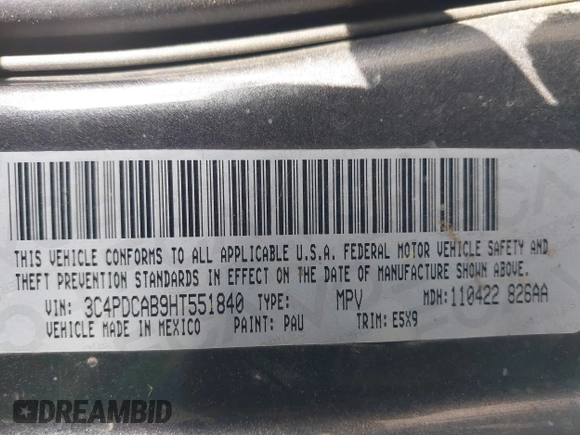 THIS VEHICLE CONFORMS TO ALL APPLICABLE U.S.A. FEDERAL MOTOR VEHICLE SAFETY AND
THEFT PREVENTION STANDARDS IN EFFECT ON THE DATE OF MANUFACTURE SHOWN ABOVE.
VIN: 3C4PDCAB9HT551840 TYPE: MPV MDH:110422 826AA
VEHICLE MADE IN MEXICO PAINT: PAU TRIM: E5X9
DREAMBID